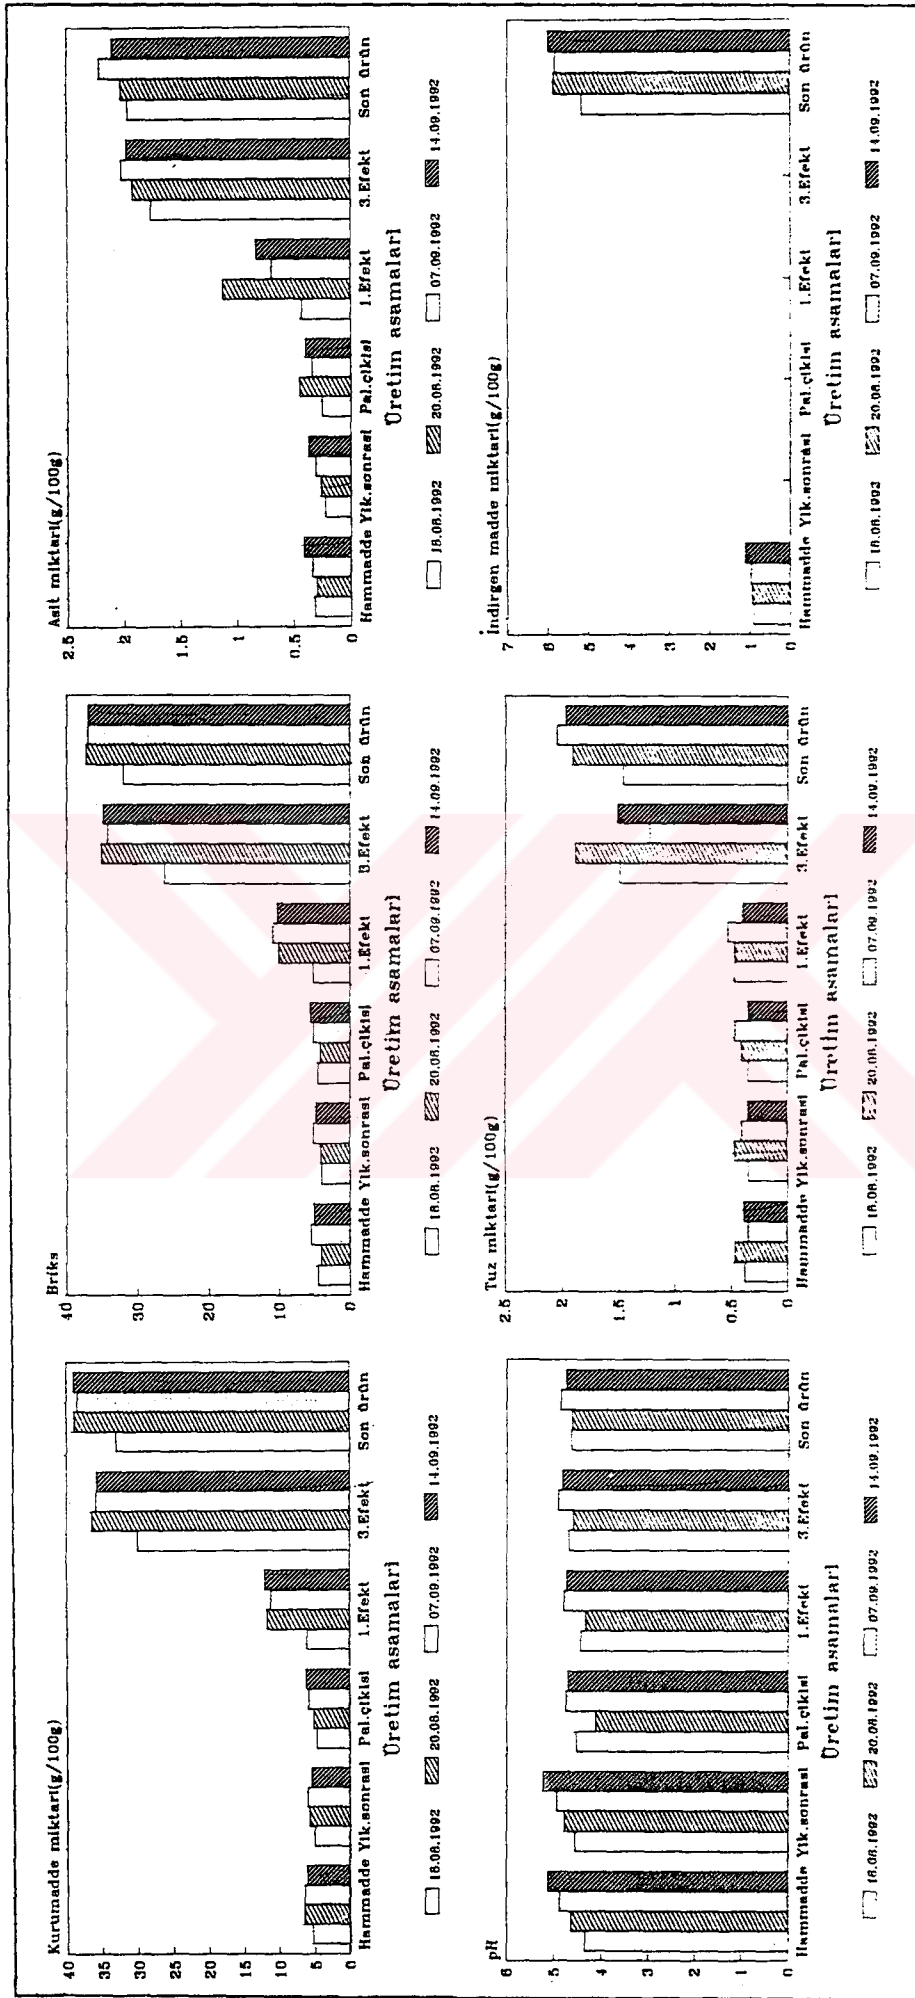 Kurumadde miktarı(g/100g)
40
35
30
25
20
15
10
5
0
Hammadde Yık.sonrası Pal.çıkısı 1.Efekt 3.Efekt Son ürün
Üretim asamaları
18.08.1992 20.08.1992 07.09.1992 14.09.1992
Briks
40
30
20
10
0
Hammadde Yık.sonrası Pal.çıkısı 1.Efekt 3.Efekt Son ürün
Üretim asamaları
18.08.1992 20.08.1992 07.09.1992 14.09.1992
Asit miktarı(g/100g)
2.5
2
1.5
1
0.5
0
Hammadde Yık.sonrası Pal.çıkısı 1.Efekt 3.Efekt Son ürün
Üretim asamaları
18.08.1992 20.08.1992 07.09.1992 14.09.1992
pH
6
5
4
3
2
1
0
Hammadde Yık.sonrası Pal.çıkısı 1.Efekt 3.Efekt Son ürün
Üretim asamaları
18.08.1992 20.08.1992 07.09.1992 14.09.1992
Tuz miktarı(g/100g)
2.5
2
1.5
1
0.5
0
Hammadde Yık.sonrası Pal.çıkısı 1.Efekt 3.Efekt Son ürün
Üretim asamaları
18.08.1992 20.08.1992 07.09.1992 14.09.1992
İndirgen madde miktarı(g/100g)
7
6
5
4
3
2
1
0
Hammadde Yık.sonrası Pal.çıkısı 1.Efekt 3.Efekt Son ürün
Üretim asamaları
18.08.1992 20.08.1992 07.09.1992 14.09.1992